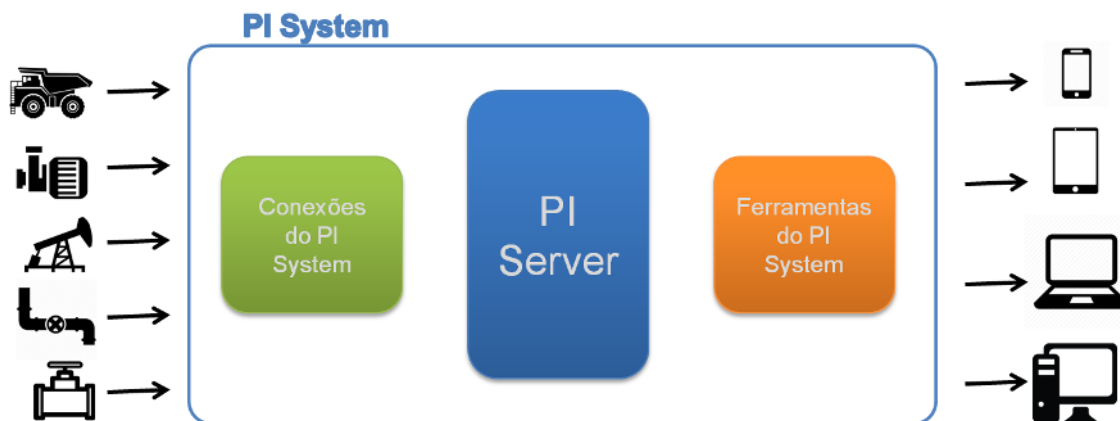 PI System
Conexões
do PI
System
PI
Server
Ferramentas
do PI
System